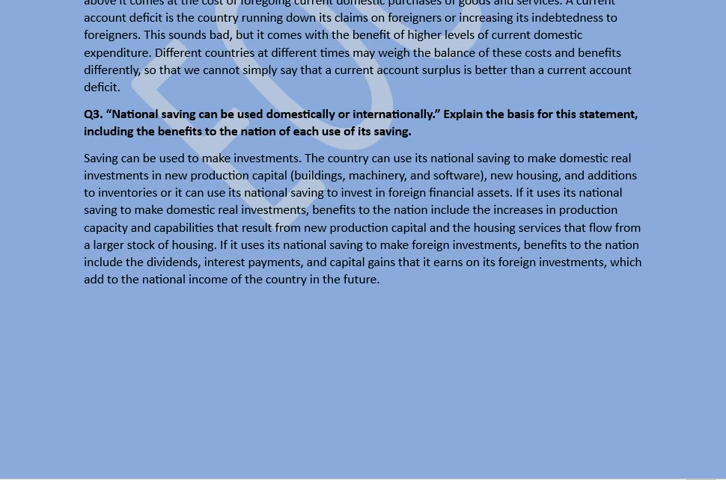 above it comes at the cost of foregoing current domestic purchases of goods and services. A current
account deficit is the country running down its claims on foreigners or increasing its indebtedness to
foreigners. This sounds bad, but it comes with the benefit of higher levels of current domestic
expenditure. Different countries at different times may weigh the balance of these costs and benefits
differently, so that we cannot simply say that a current account surplus is better than a current account
deficit.
Q3. “National saving can be used domestically or internationally.” Explain the basis for this statement,
including the benefits to the nation of each use of its saving.
Saving can be used to make investments. The country can use its national saving to make domestic real
investments in new production capital (buildings, machinery, and software), new housing, and additions
to inventories or it can use its national saving to invest in foreign financial assets. If it uses its national
saving to make domestic real investments, benefits to the nation include the increases in production
capacity and capabilities that result from new production capital and the housing services that flow from
a larger stock of housing. If it uses its national saving to make foreign investments, benefits to the nation
include the dividends, interest payments, and capital gains that it earns on its foreign investments, which
add to the national income of the country in the future.